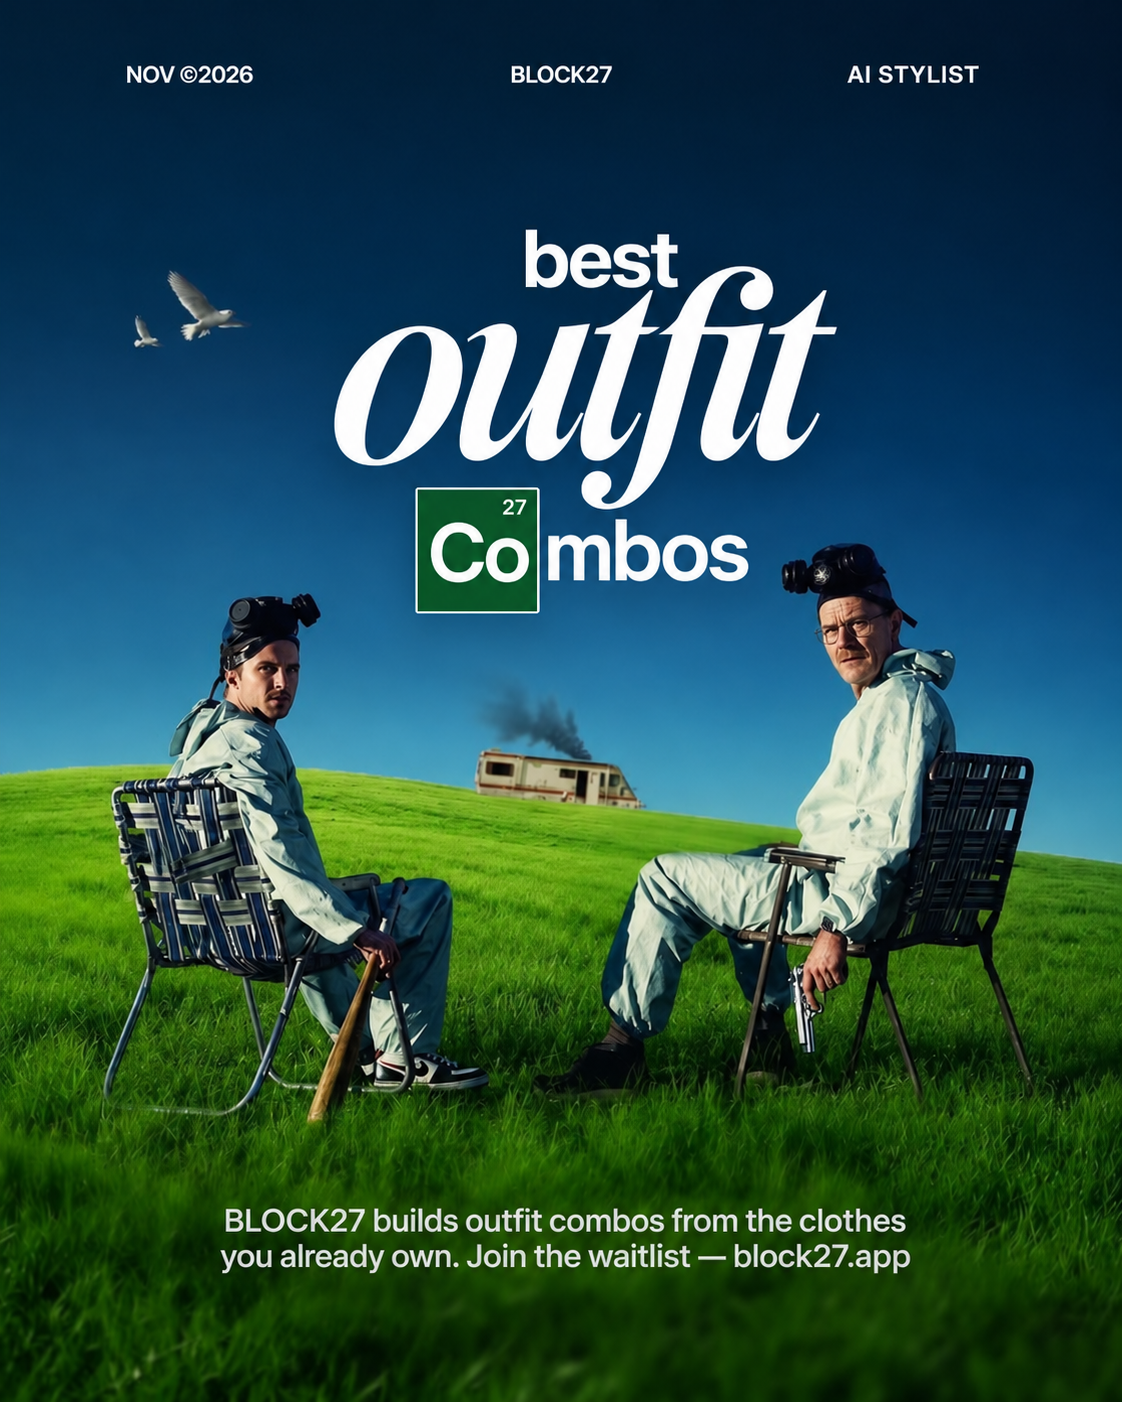 NOV ©2026
BLOCK27
AI STYLIST
best
outfit
27
Combos
BLOCK27 builds outfit combos from the clothes
you already own. Join the waitlist — block27.app